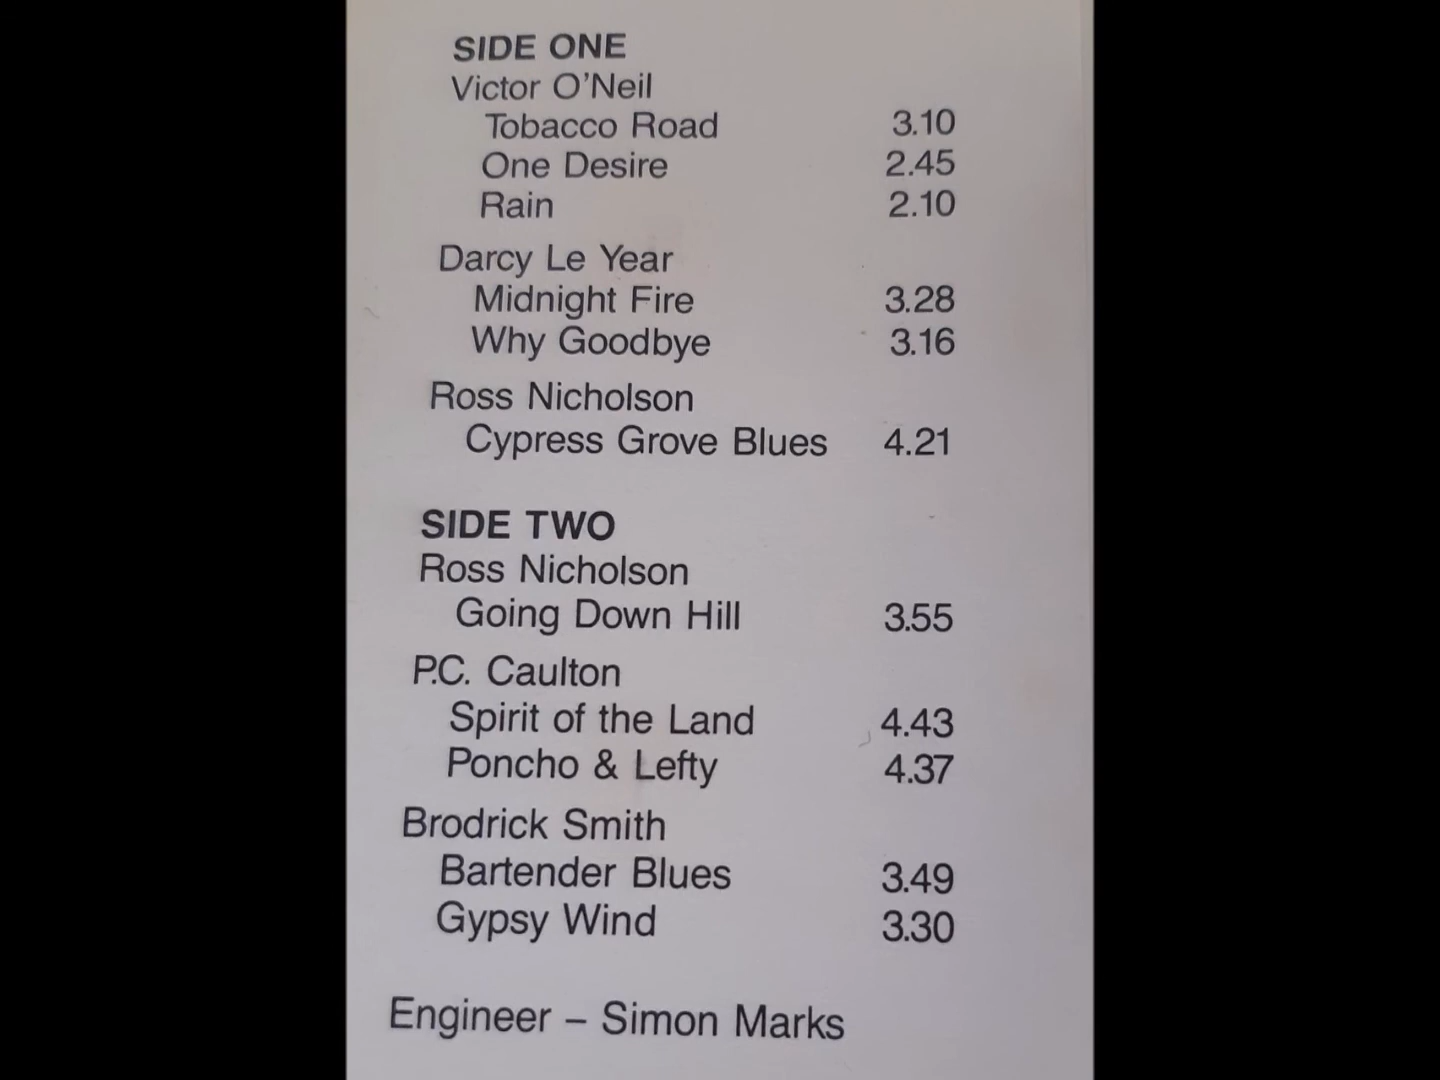 SIDE ONE
Victor O'Neil
Tobacco Road 3.10
One Desire 2.45
Rain 2.10
Darcy Le Year
Midnight Fire 3.28
Why Goodbye 3.16
Ross Nicholson
Cypress Grove Blues 4.21
SIDE TWO
Ross Nicholson
Going Down Hill 3.55
P.C. Caulton
Spirit of the Land 4.43
Poncho & Lefty 4.37
Brodrick Smith
Bartender Blues 3.49
Gypsy Wind 3.30
Engineer – Simon Marks